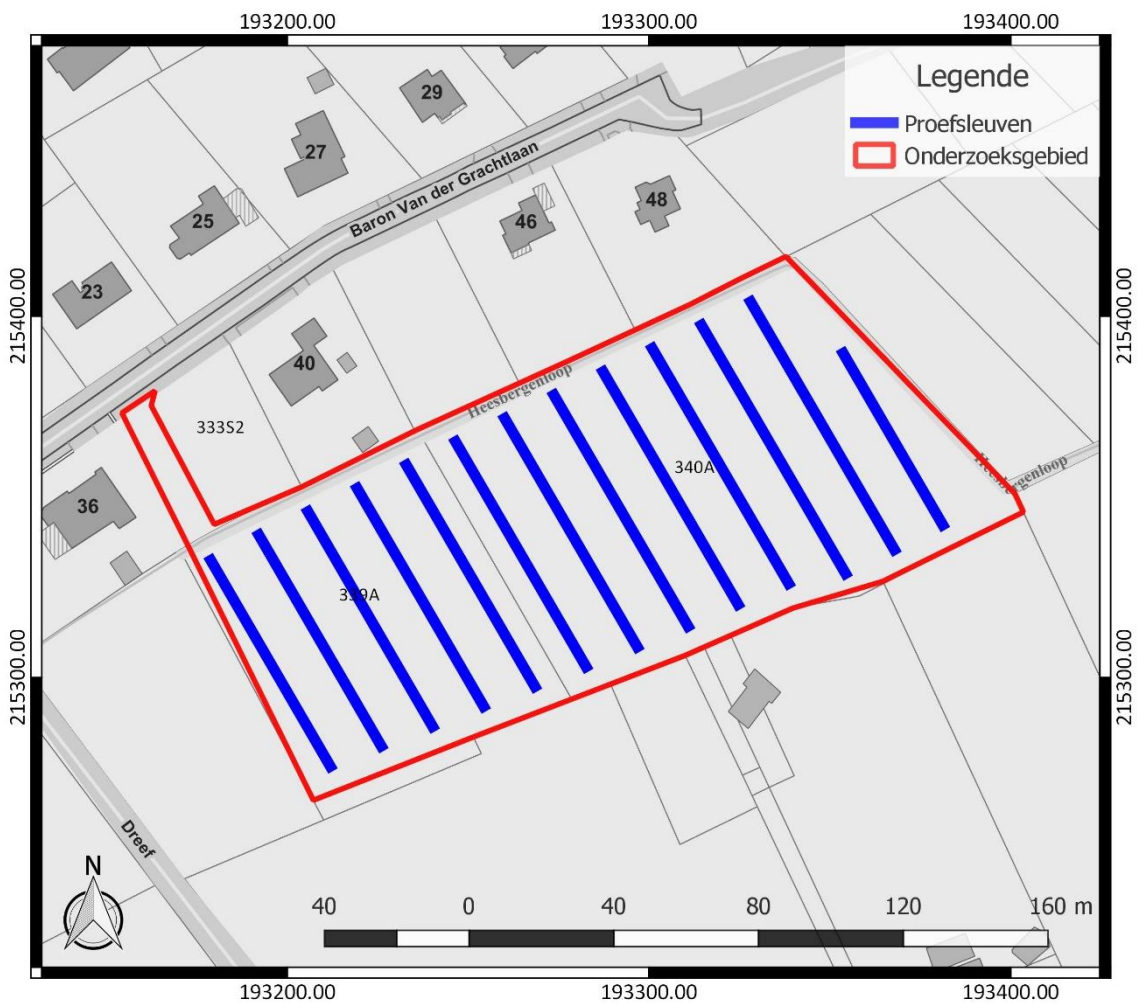 193200.00 193300.00 193400.00
Legende
Proefsleuven
Onderzoeksgebied
29
27
Baron Van der Grachtlaan
25
48
46
23
215400.00
215400.00
40
Heesbergenloop
333S2
340A
Heesbergenloop
36
339A
215300.00
215300.00
Dreef
N
40 0 40 80 120 160 m
193200.00 193300.00 193400.00